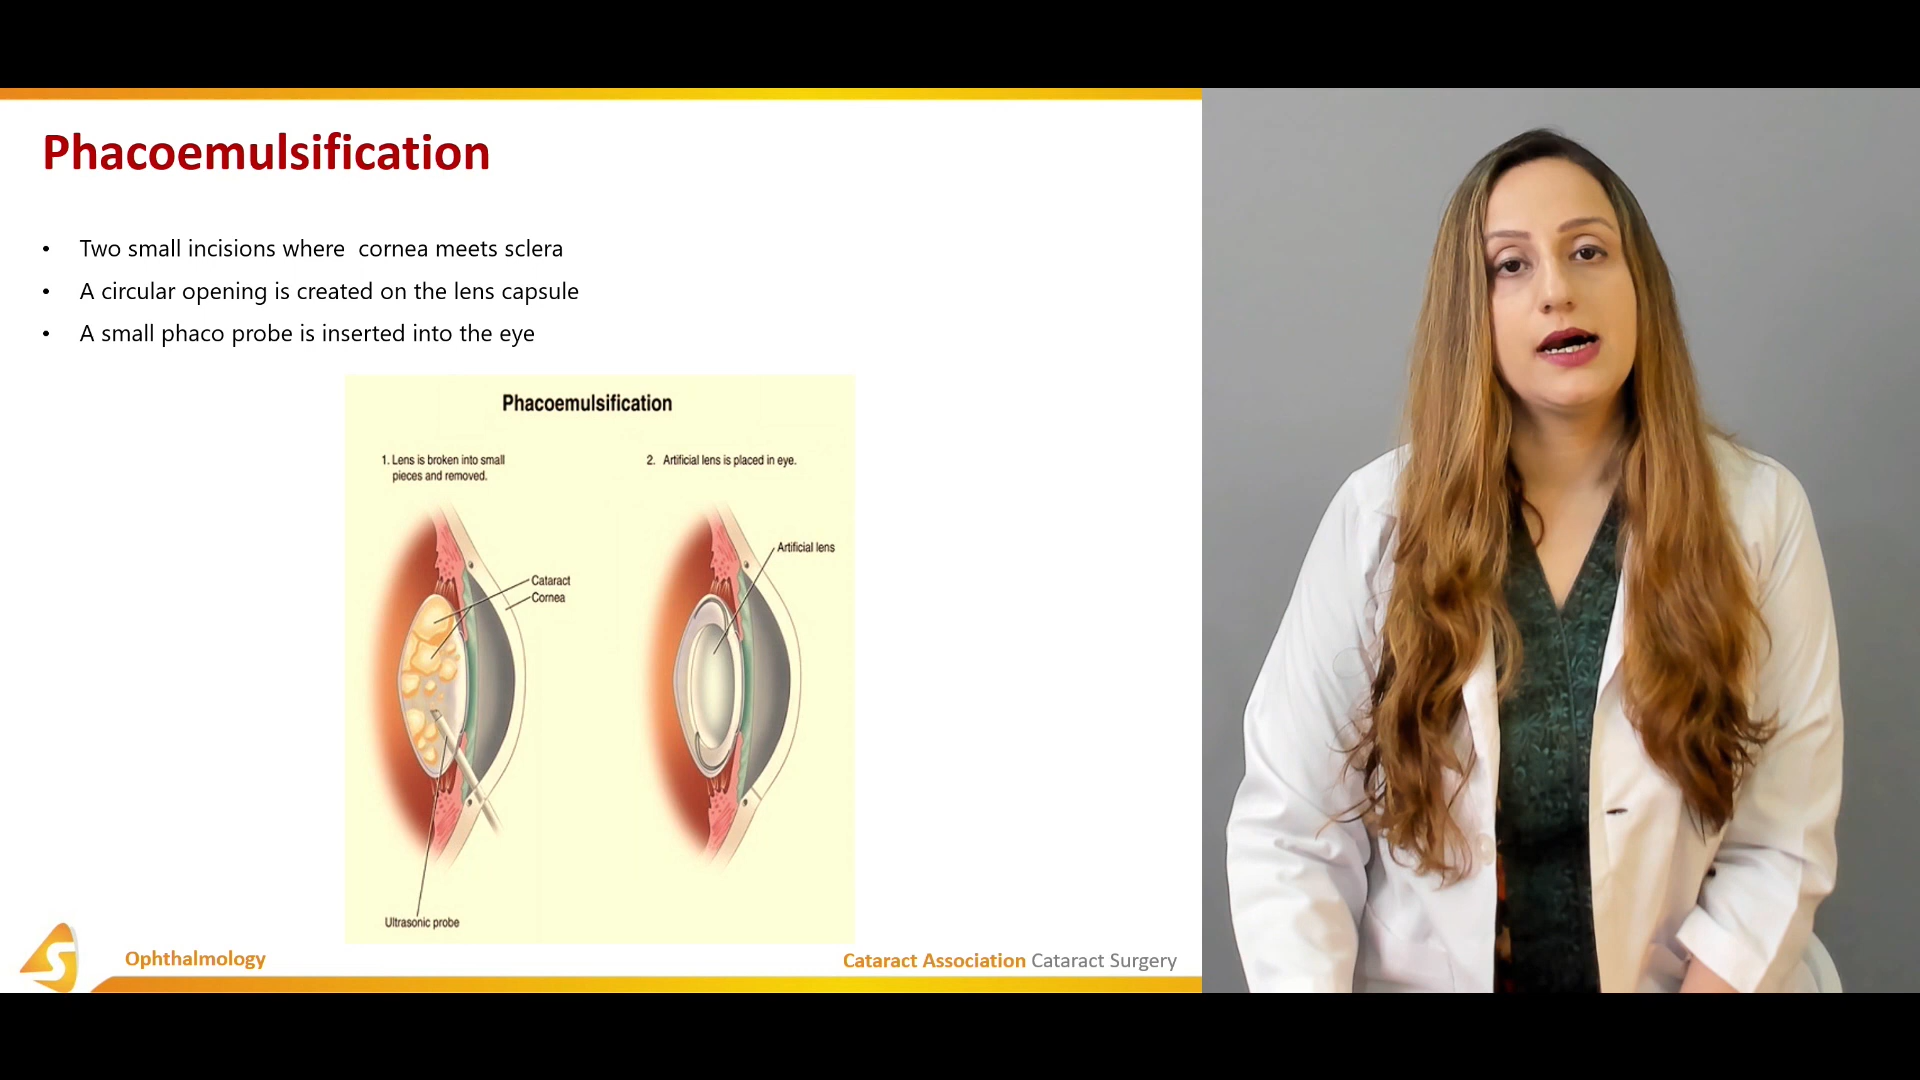 Phacoemulsification
• Two small incisions where  cornea meets sclera
• A circular opening is created on the lens capsule
• A small phaco probe is inserted into the eye
Phacoemulsification
1. Lens is broken into small
pieces and removed.
2. Artificial lens is placed in eye.
Artificial lens
Cataract
Cornea
Ultrasonic probe
S
Ophthalmology
Cataract Association Cataract Surgery